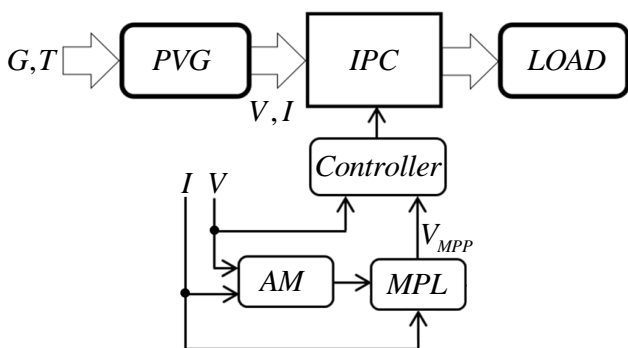 G,T
PVG
IPC
LOAD
V,I
Controller
I V
V_MPP
AM
MPL